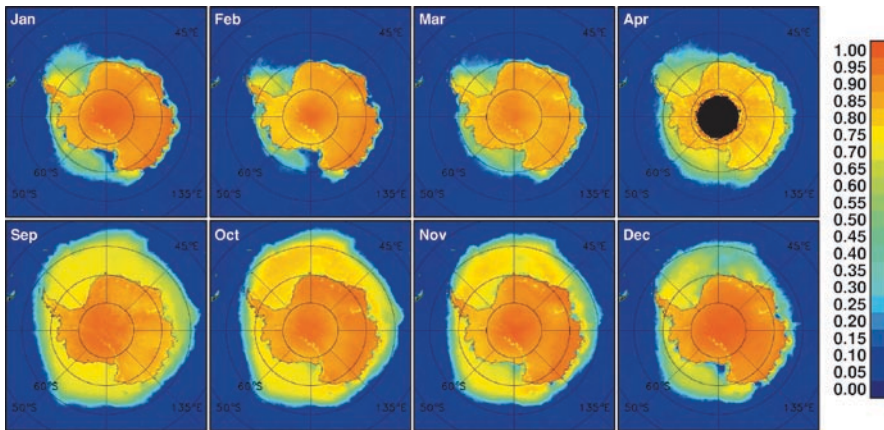 Jan
45°E
60°S
50°S
135°E
Feb
45°E
60°S
50°S
135°E
Mar
45°E
60°S
50°S
135°E
Apr
45°E
60°S
50°S
135°E
Sep
45°E
60°S
50°S
135°E
Oct
45°E
60°S
50°S
135°E
Nov
45°E
60°S
50°S
135°E
Dec
45°E
60°S
50°S
135°E
1.00
0.95
0.90
0.85
0.80
0.75
0.70
0.65
0.60
0.55
0.50
0.45
0.40
0.35
0.30
0.25
0.20
0.15
0.10
0.05
0.00